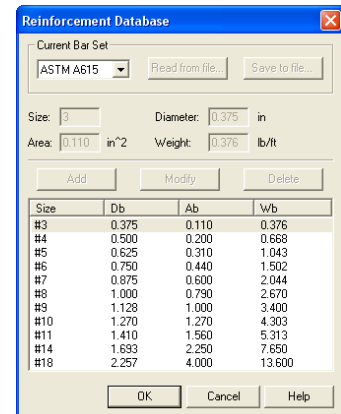 Reinforcement Database
Current Bar Set
ASTM A615 Read from file... Save to file...
Size: 3 Diameter: 0.375 in
Area: 0.110 in^2 Weight: 0.376 lb/ft
Add Modify Delete
Size Db Ab Wb
#3 0.375 0.110 0.376
#4 0.500 0.200 0.668
#5 0.625 0.310 1.043
#6 0.750 0.440 1.502
#7 0.875 0.600 2.044
#8 1.000 0.790 2.670
#9 1.128 1.000 3.400
#10 1.270 1.270 4.303
#11 1.410 1.560 5.313
#14 1.693 2.250 7.650
#18 2.257 4.000 13.600
OK Cancel Help